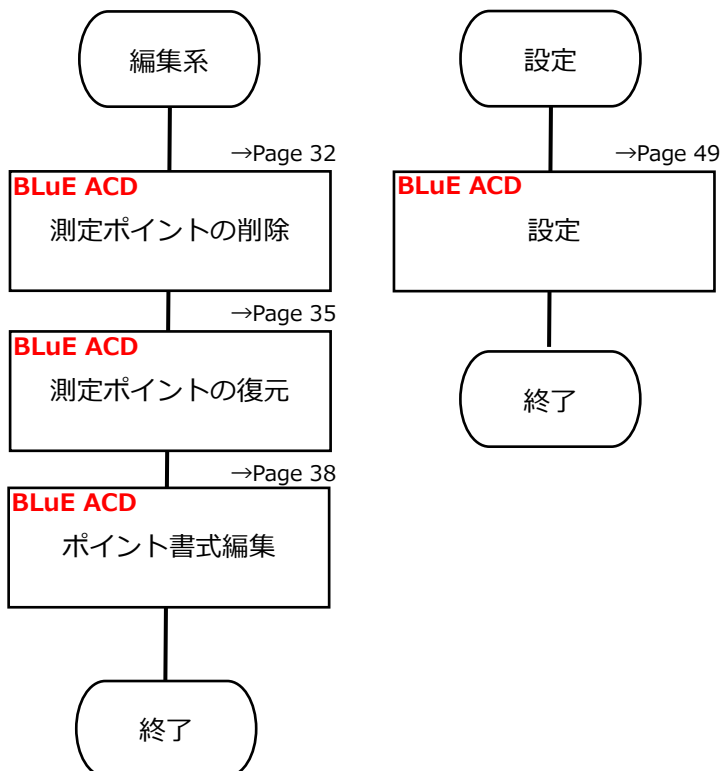 編集系
→Page 32
BLuE ACD
測定ポイントの削除
→Page 35
BLuE ACD
測定ポイントの復元
→Page 38
BLuE ACD
ポイント書式編集
終了
設定
→Page 49
BLuE ACD
設定
終了